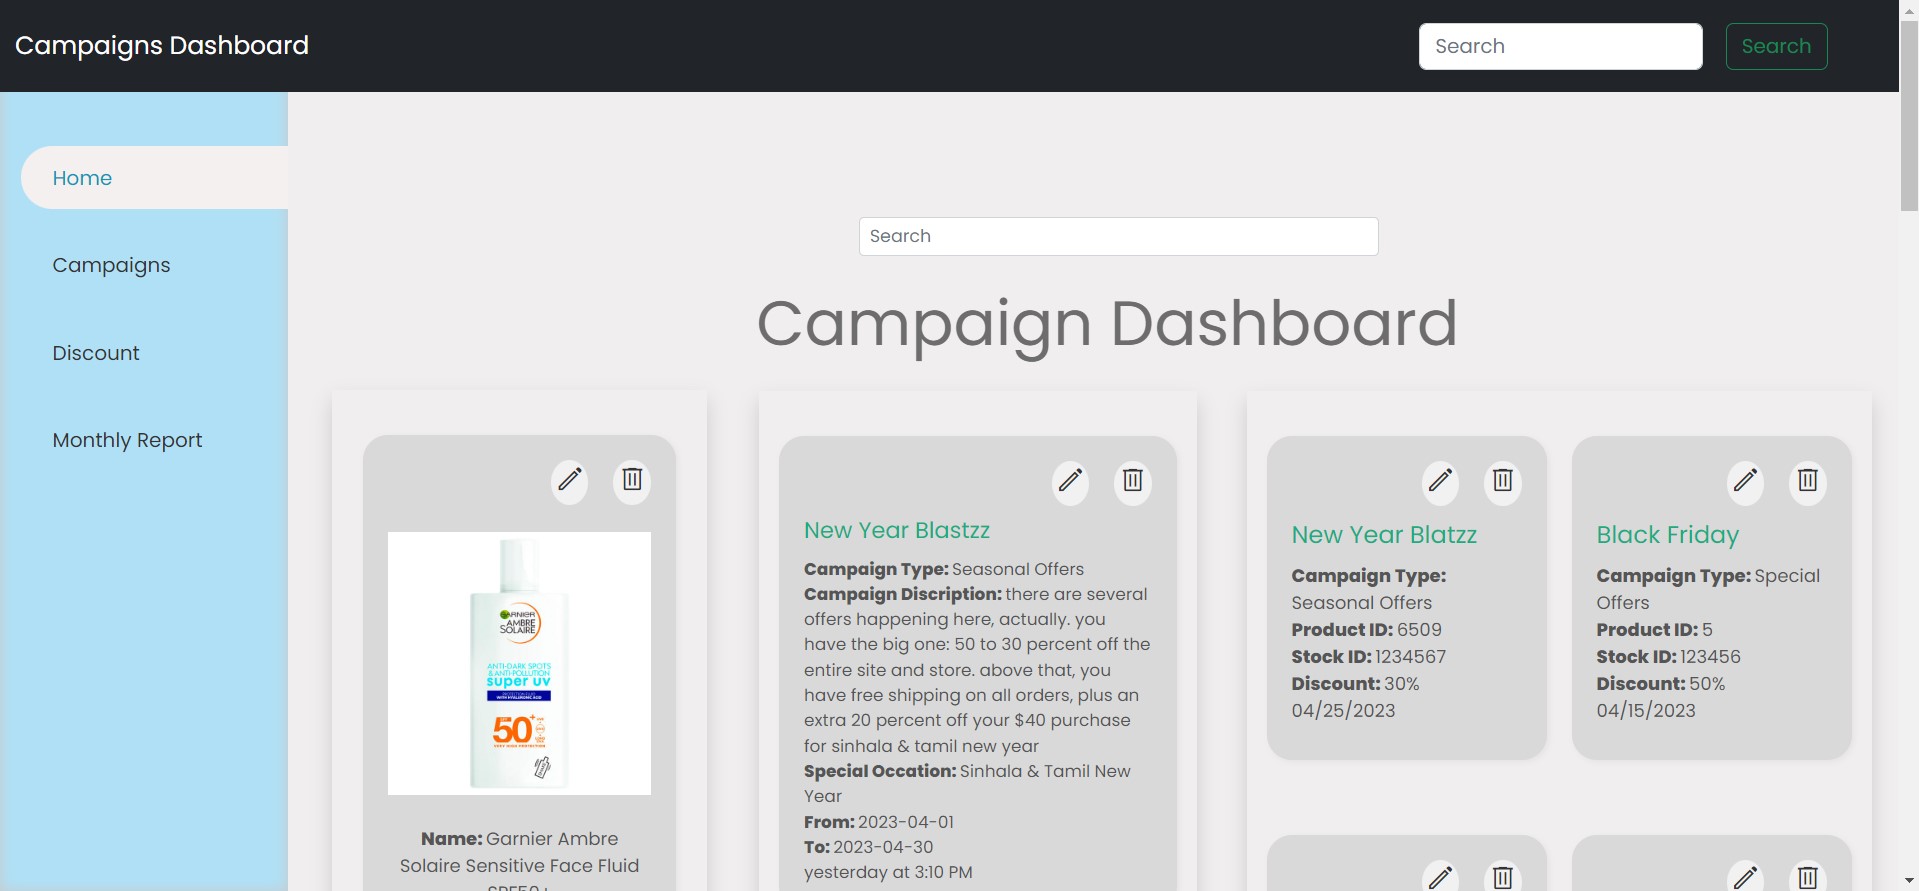 Campaigns Dashboard
Search
Search
Home
Campaigns
Discount
Monthly Report
Search
Campaign Dashboard
GARNIER
AMBRE
SOLAIRE
ANTI-DARK SPOTS
& ANTI-POLLUTION
super UV
WITH HYALURONIC ACID
50+
VERY HIGH PROTECTION
Name: Garnier Ambre
Solaire Sensitive Face Fluid
SPF50+
New Year Blastzz
Campaign Type: Seasonal Offers
Campaign Discription: there are several
offers happening here, actually. you
have the big one: 50 to 30 percent off the
entire site and store. above that, you
have free shipping on all orders, plus an
extra 20 percent off your $40 purchase
for sinhala & tamil new year
Special Occation: Sinhala & Tamil New
Year
From: 2023-04-01
To: 2023-04-30
yesterday at 3:10 PM
New Year Blatzz
Campaign Type:
Seasonal Offers
Product ID: 6509
Stock ID: 1234567
Discount: 30%
04/25/2023
Black Friday
Campaign Type: Special
Offers
Product ID: 5
Stock ID: 123456
Discount: 50%
04/15/2023